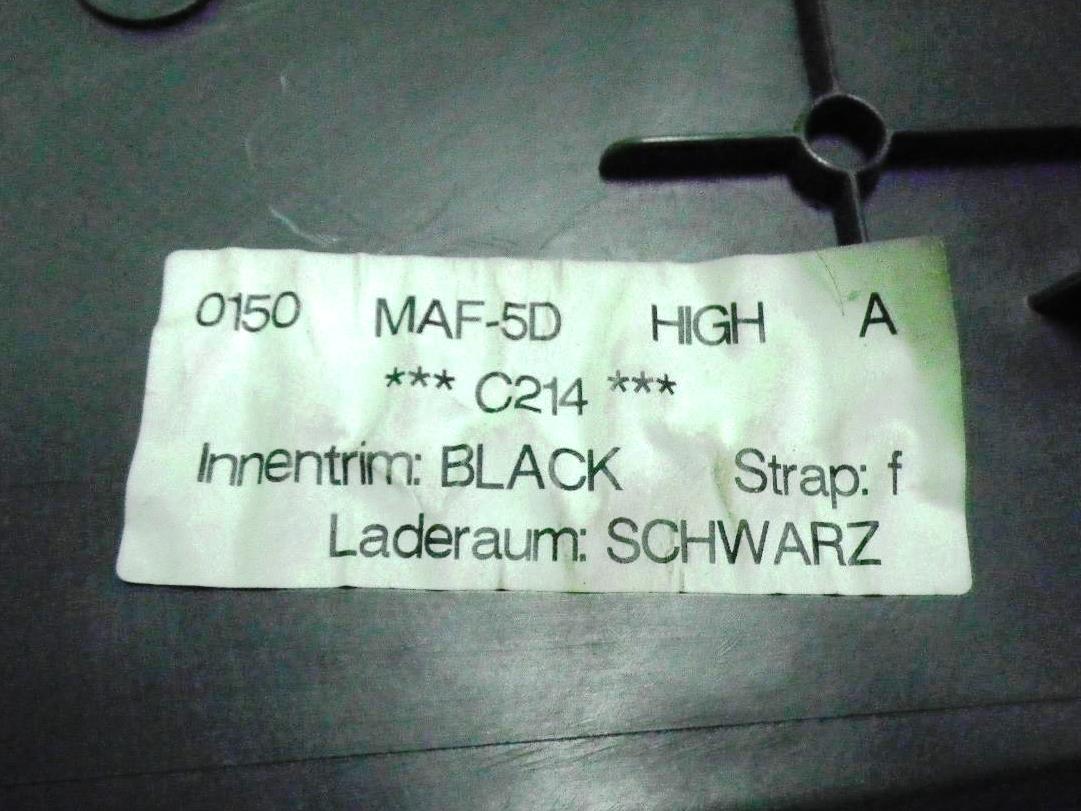 0150 MAF-5D HIGH A
*** C214 ***
Innentrim: BLACK Strap: f
Laderaum: SCHWARZ